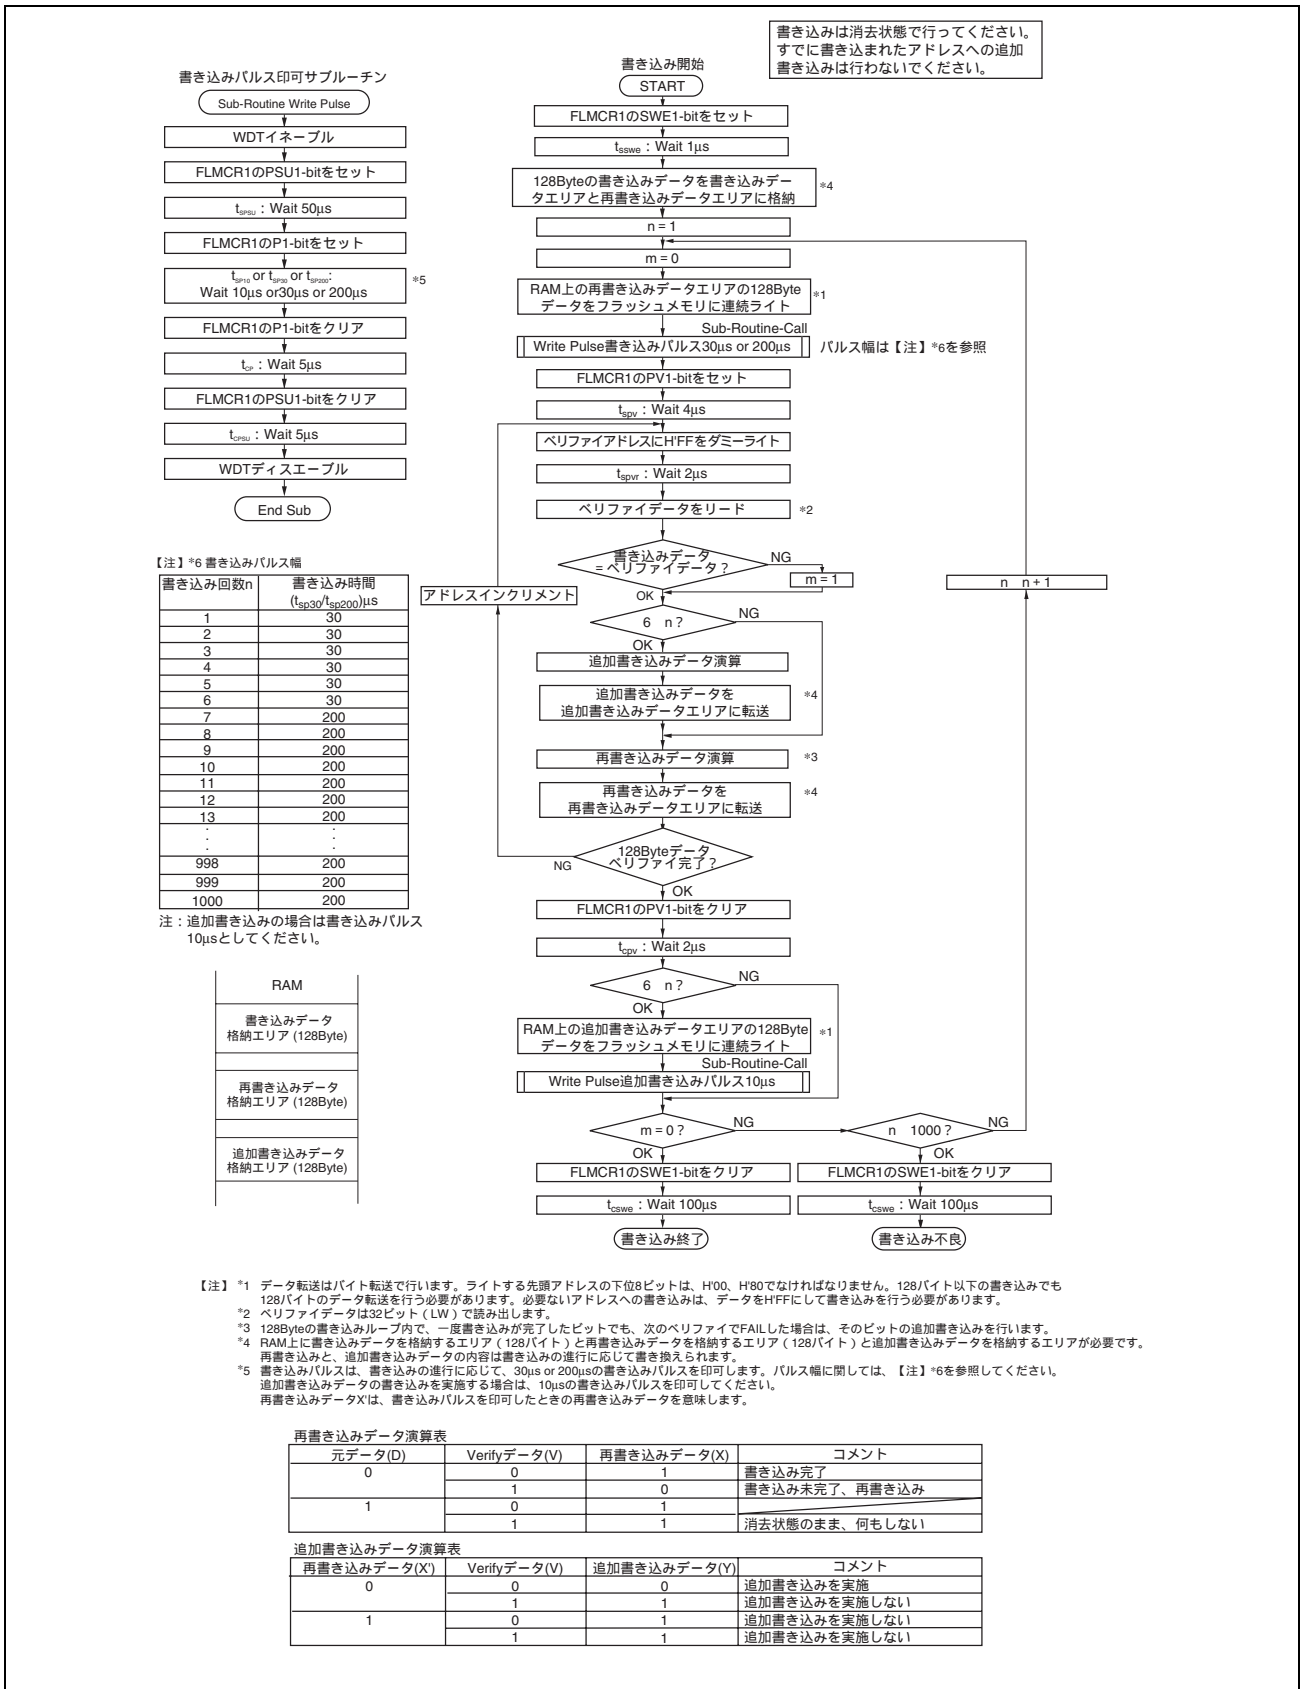 書き込みは消去状態で行ってください。
すでに書き込まれたアドレスへの追加
書き込みは行わないでください。
書き込みパルス印可サブルーチン
Sub-Routine Write Pulse
WDTイネーブル
FLMCR1のPSU1-bitをセット
tSPSU：Wait 50μs
FLMCR1のP1-bitをセット
tSP10 or tSP30 or tSP200:
Wait 10μs or30μs or 200μs
*5
FLMCR1のP1-bitをクリア
tCP：Wait 5μs
FLMCR1のPSU1-bitをクリア
tCPSU：Wait 5μs
WDTディスエーブル
End Sub
【注】*6 書き込みパルス幅
書き込み回数n 書き込み時間
(tsp30/tsp200)μs
1 30
2 30
3 30
4 30
5 30
6 30
7 200
8 200
9 200
10 200
11 200
12 200
13 200
. .
. .
. .
998 200
999 200
1000 200
注：追加書き込みの場合は書き込みパルス
10μsとしてください。
RAM
書き込みデータ
格納エリア (128Byte)
再書き込みデータ
格納エリア (128Byte)
追加書き込みデータ
格納エリア (128Byte)
書き込み開始
START
FLMCR1のSWE1-bitをセット
tsswe：Wait 1μs
128Byteの書き込みデータを書き込みデー
タエリアと再書き込みデータエリアに格納
*4
n = 1
m = 0
RAM上の再書き込みデータエリアの128Byte
データをフラッシュメモリに連続ライト
*1
Sub-Routine-Call
Write Pulse書き込みパルス30μs or 200μs
パルス幅は【注】*6を参照
FLMCR1のPV1-bitをセット
tspv：Wait 4μs
ベリファイアドレスにH'FFをダミーライト
tspvr：Wait 2μs
ベリファイデータをリード
*2
書き込みデータ
= ベリファイデータ？
NG
m = 1
OK
アドレスインクリメント
n n + 1
6 n ?
NG
OK
追加書き込みデータ演算
追加書き込みデータを
追加書き込みデータエリアに転送
*4
再書き込みデータ演算
*3
再書き込みデータを
再書き込みデータエリアに転送
*4
128Byteデータ
ベリファイ完了？
NG
OK
FLMCR1のPV1-bitをクリア
tcpv：Wait 2μs
6 n ?
NG
OK
RAM上の追加書き込みデータエリアの128Byte
データをフラッシュメモリに連続ライト
*1
Sub-Routine-Call
Write Pulse追加書き込みパルス10μs
m = 0 ?
NG
n 1000 ?
NG
OK
OK
FLMCR1のSWE1-bitをクリア
FLMCR1のSWE1-bitをクリア
tcswe：Wait 100μs
tcswe：Wait 100μs
書き込み終了
書き込み不良
【注】 *1 データ転送はバイト転送で行います。ライトする先頭アドレスの下位8ビットは、H'00、H'80でなければなりません。128バイト以下の書き込みでも
128バイトのデータ転送を行う必要があります。必要ないアドレスへの書き込みは、データをH'FFにして書き込みを行う必要があります。
*2 ベリファイデータは32ビット（LW）で読み出します。
*3 128Byteの書き込みループ内で、一度書き込みが完了したビットでも、次のベリファイでFAILした場合は、そのビットの追加書き込みを行います。
*4 RAM上に書き込みデータを格納するエリア（128バイト）と再書き込みデータを格納するエリア（128バイト）と追加書き込みデータを格納するエリアが必要です。
再書き込みと、追加書き込みデータの内容は書き込みの進行に応じて書き換えられます。
*5 書き込みパルスは、書き込みの進行に応じて、30μs or 200μsの書き込みパルスを印可します。パルス幅に関しては、【注】*6を参照してください。
追加書き込みデータの書き込みを実施する場合は、10μsの書き込みパルスを印可してください。
再書き込みデータX'は、書き込みパルスを印可したときの再書き込みデータを意味します。
再書き込みデータ演算表
元データ(D) Verifyデータ(V) 再書き込みデータ(X) コメント
0 0 1 書き込み完了
1 0 書き込み未完了、再書き込み
1 0 1
1 1 消去状態のまま、何もしない
追加書き込みデータ演算表
再書き込みデータ(X') Verifyデータ(V) 追加書き込みデータ(Y) コメント
0 0 0 追加書き込みを実施
1 1 追加書き込みを実施しない
1 0 1 追加書き込みを実施しない
1 1 追加書き込みを実施しない